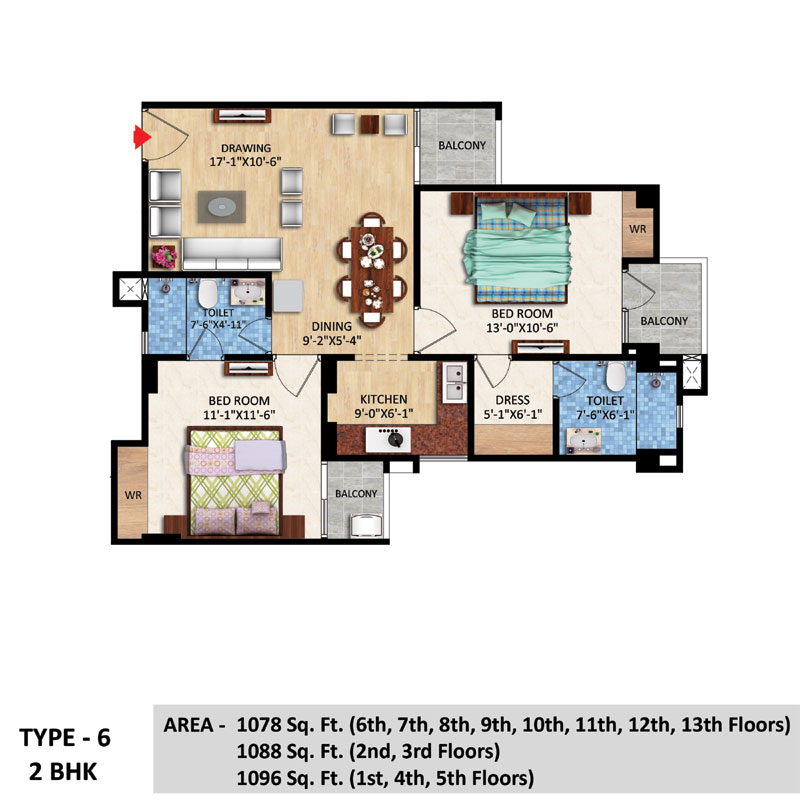 DRAWING
17'-1"X10'-6"
BALCONY
WR
BED ROOM
13'-0"X10'-6"
BALCONY
TOILET
7'-6"X4'-11"
DINING
9'-2"X5'-4"
BED ROOM
11'-1"X11'-6"
KITCHEN
9'-0"X6'-1"
DRESS
5'-1"X6'-1"
TOILET
7'-6"X6'-1"
WR
BALCONY
TYPE - 6
2 BHK
AREA - 1078 Sq. Ft. (6th, 7th, 8th, 9th, 10th, 11th, 12th, 13th Floors)
1088 Sq. Ft. (2nd, 3rd Floors)
1096 Sq. Ft. (1st, 4th, 5th Floors)